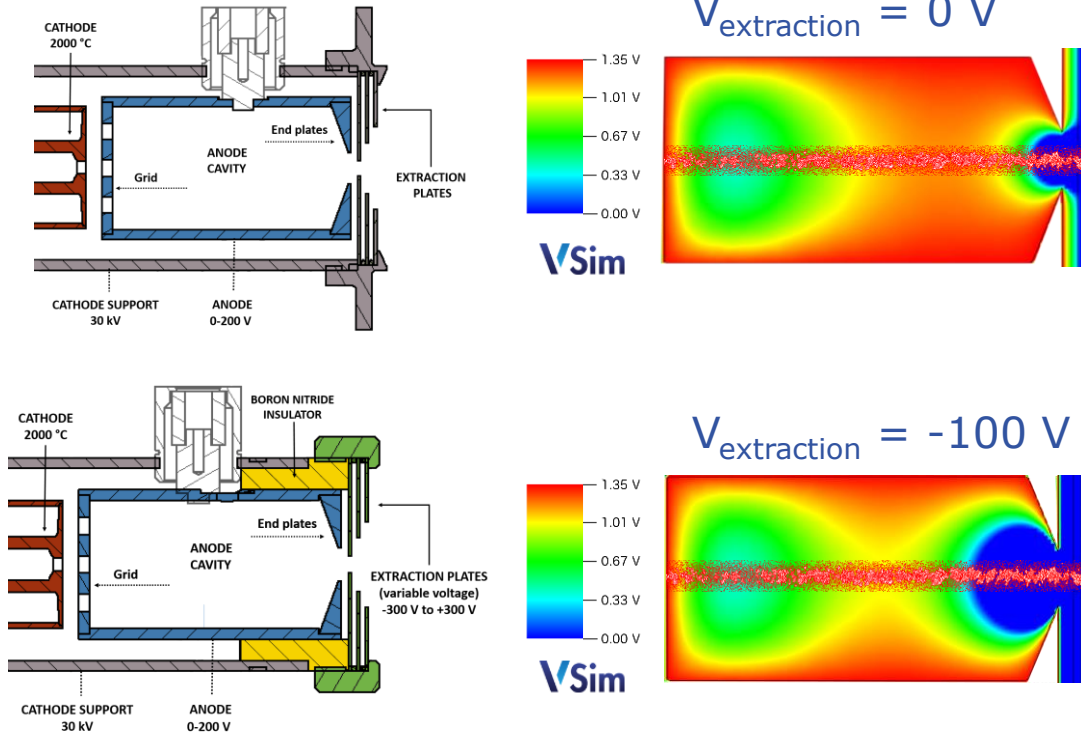 CATHODE
2000 °C
End plates
ANODE
CAVITY
Grid
EXTRACTION
PLATES
CATHODE SUPPORT
30 kV
ANODE
0-200 V
Vextraction = 0 V
1.35 V
1.01 V
0.67 V
0.33 V
0.00 V
VSim
BORON NITRIDE
INSULATOR
CATHODE
2000 °C
End plates
ANODE
CAVITY
Grid
EXTRACTION PLATES
(variable voltage)
-300 V to +300 V
CATHODE SUPPORT
30 kV
ANODE
0-200 V
Vextraction = -100 V
1.35 V
1.01 V
0.67 V
0.33 V
0.00 V
VSim